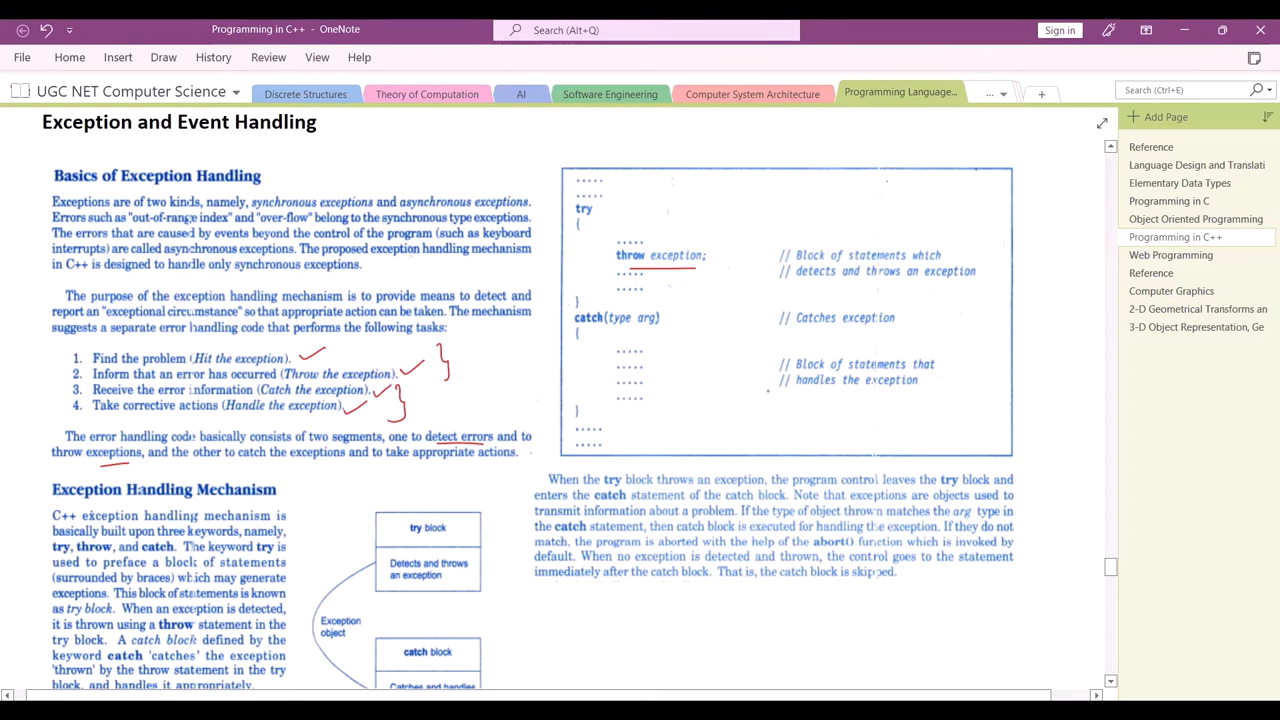 Programming in C++ - OneNote
Search (Alt+Q)
Sign in
File Home Insert Draw History Review View Help
UGC NET Computer Science
Discrete Structures
Theory of Computation
AI
Software Engineering
Computer System Architecture
Programming Language...
...
Search (Ctrl+E)
Exception and Event Handling
Basics of Exception Handling
Exceptions are of two kinds, namely, synchronous exceptions and asynchronous exceptions.
Errors such as "out-of-range index" and "over-flow" belong to the synchronous type exceptions.
The errors that are caused by events beyond the control of the program (such as keyboard
interrupts) are called asynchronous exceptions. The proposed exception handling mechanism
in C++ is designed to handle only synchronous exceptions.
The purpose of the exception handling mechanism is to provide means to detect and
report an "exceptional circumstance" so that appropriate action can be taken. The mechanism
suggests a separate error handling code that performs the following tasks:
1. Find the problem (Hit the exception).
2. Inform that an error has occurred (Throw the exception).
3. Receive the error information (Catch the exception).
4. Take corrective actions (Handle the exception).
The error handling code basically consists of two segments, one to detect errors and to
throw exceptions, and the other to catch the exceptions and to take appropriate actions.
Exception Handling Mechanism
C++ exception handling mechanism is
basically built upon three keywords, namely,
try, throw, and catch. The keyword try is
used to preface a block of statements
(surrounded by braces) which may generate
exceptions. This block of statements is known
as try block. When an exception is detected,
it is thrown using a throw statement in the
try block. A catch block defined by the
keyword catch 'catches' the exception
'thrown' by the throw statement in the try
block, and handles it appropriately.
try block
Detects and throws
an exception
Exception
object
catch block
Catches and handles
.....
.....
try
{
.....
throw exception; // Block of statements which
..... // detects and throws an exception
.....
}
catch(type arg) // Catches exception
{
.....
..... // Block of statements that
..... // handles the exception
.....
}
.....
.....
When the try block throws an exception, the program control leaves the try block and
enters the catch statement of the catch block. Note that exceptions are objects used to
transmit information about a problem. If the type of object thrown matches the arg type in
the catch statement, then catch block is executed for handling the exception. If they do not
match, the program is aborted with the help of the abort() function which is invoked by
default. When no exception is detected and thrown, the control goes to the statement
immediately after the catch block. That is, the catch block is skipped.
Add Page
Reference
Language Design and Translati
Elementary Data Types
Programming in C
Object Oriented Programming
Programming in C++
Web Programming
Reference
Computer Graphics
2-D Geometrical Transforms an
3-D Object Representation, Ge